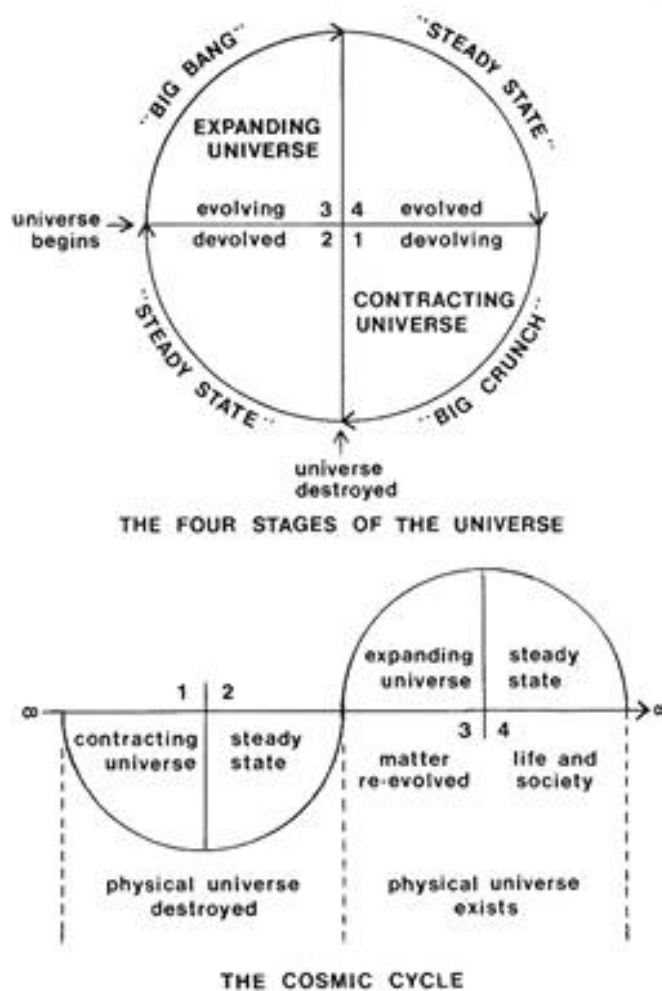 "BIG BANG"
"STEADY STATE"
EXPANDING
UNIVERSE
universe
begins
evolving 3 4 evolved
devolved 2 1 devolving
CONTRACTING
UNIVERSE
"STEADY STATE"
"BIG CRUNCH"
universe
destroyed
THE FOUR STAGES OF THE UNIVERSE
expanding steady
universe state
1 2
∞ ∞
contracting steady
universe state
3 4
matter life and
re-evolved society
physical universe physical universe
destroyed exists
THE COSMIC CYCLE